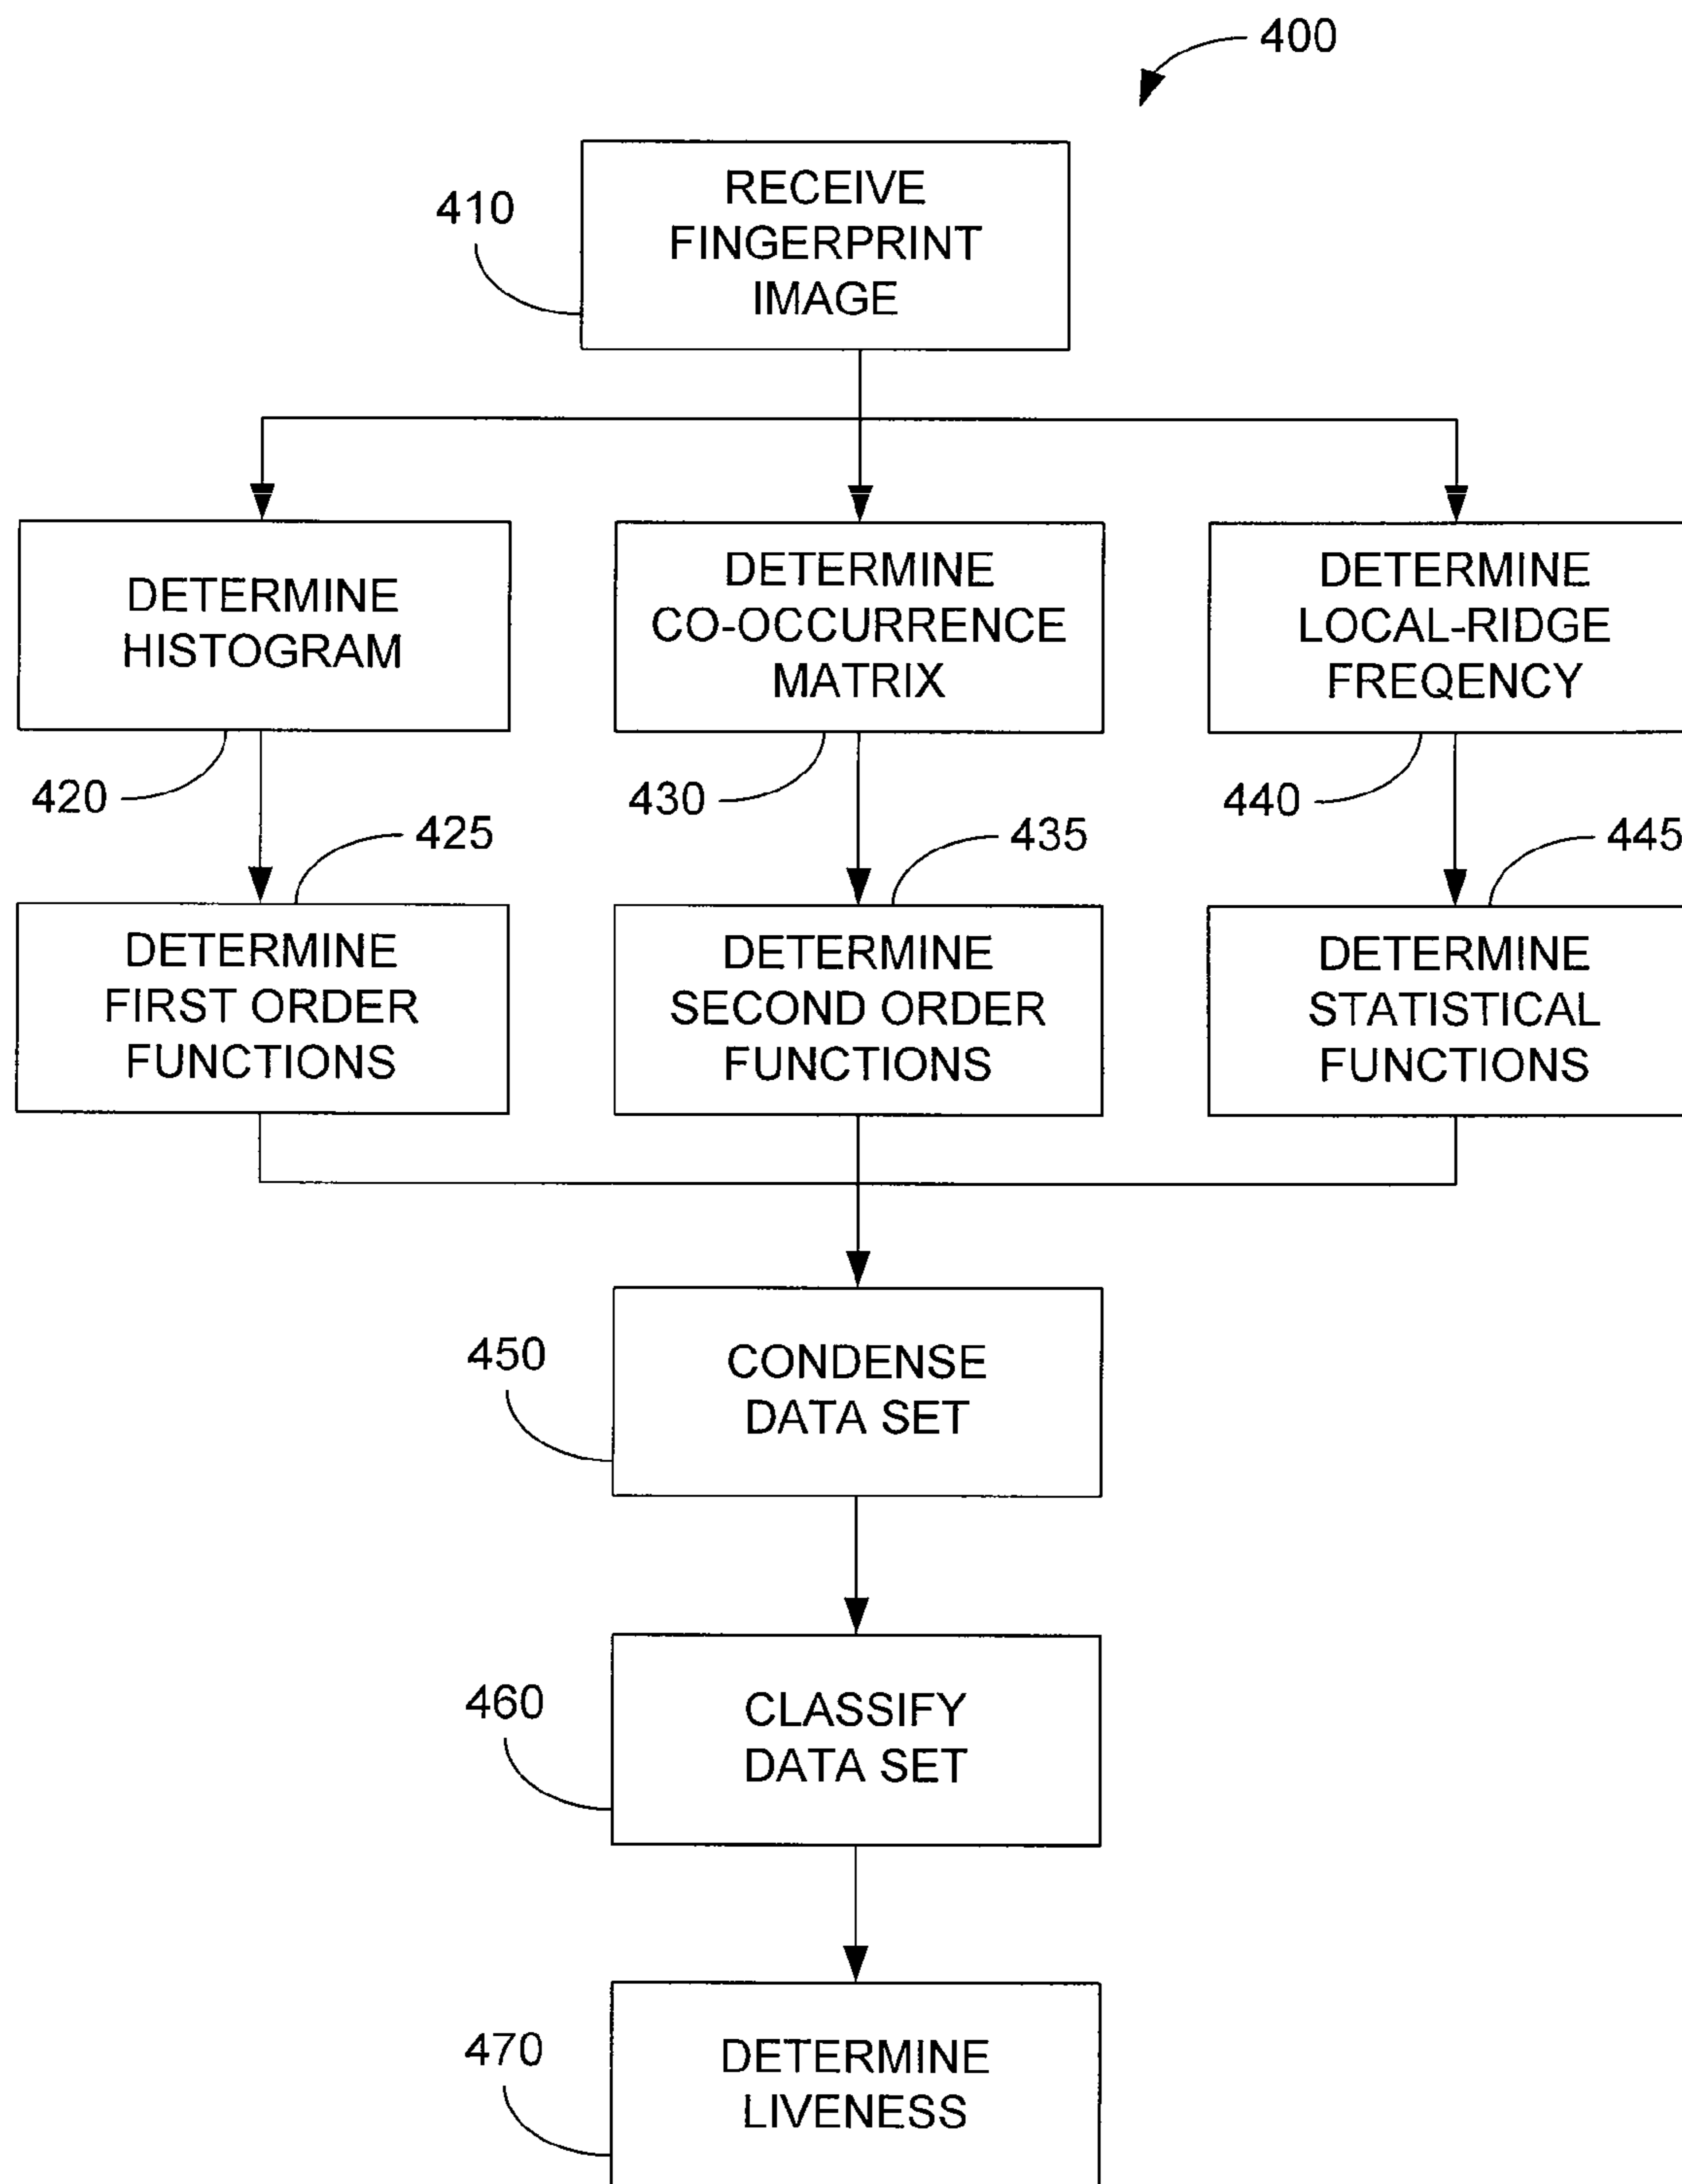 400
410
RECEIVE
FINGERPRINT
IMAGE
DETERMINE
HISTOGRAM
DETERMINE
CO-OCCURRENCE
MATRIX
DETERMINE
LOCAL-RIDGE
FREQENCY
420
430
440
425
435
445
DETERMINE
FIRST ORDER
FUNCTIONS
DETERMINE
SECOND ORDER
FUNCTIONS
DETERMINE
STATISTICAL
FUNCTIONS
450
CONDENSE
DATA SET
460
CLASSIFY
DATA SET
470
DETERMINE
LIVENESS